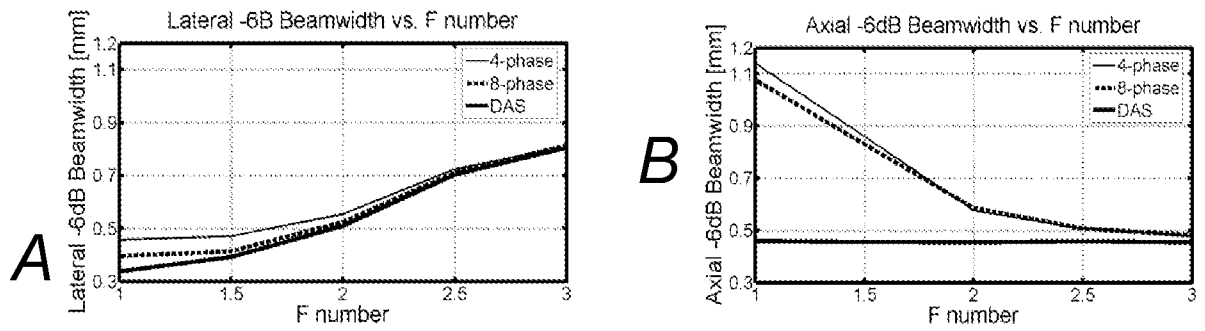 Lateral -6B Beamwidth vs. F number
Lateral -6dB Beamwidth [mm]
1.2
1.1
0.9
0.7
0.5
0.3
4-phase
8-phase
DAS
1
1.5
2
2.5
3
F number
A
Axial -6dB Beamwidth vs. F number
Axial -6dB Beamwidth [mm]
1.2
1.1
0.9
0.7
0.5
0.3
4-phase
8-phase
DAS
1
1.5
2
2.5
3
F number
B